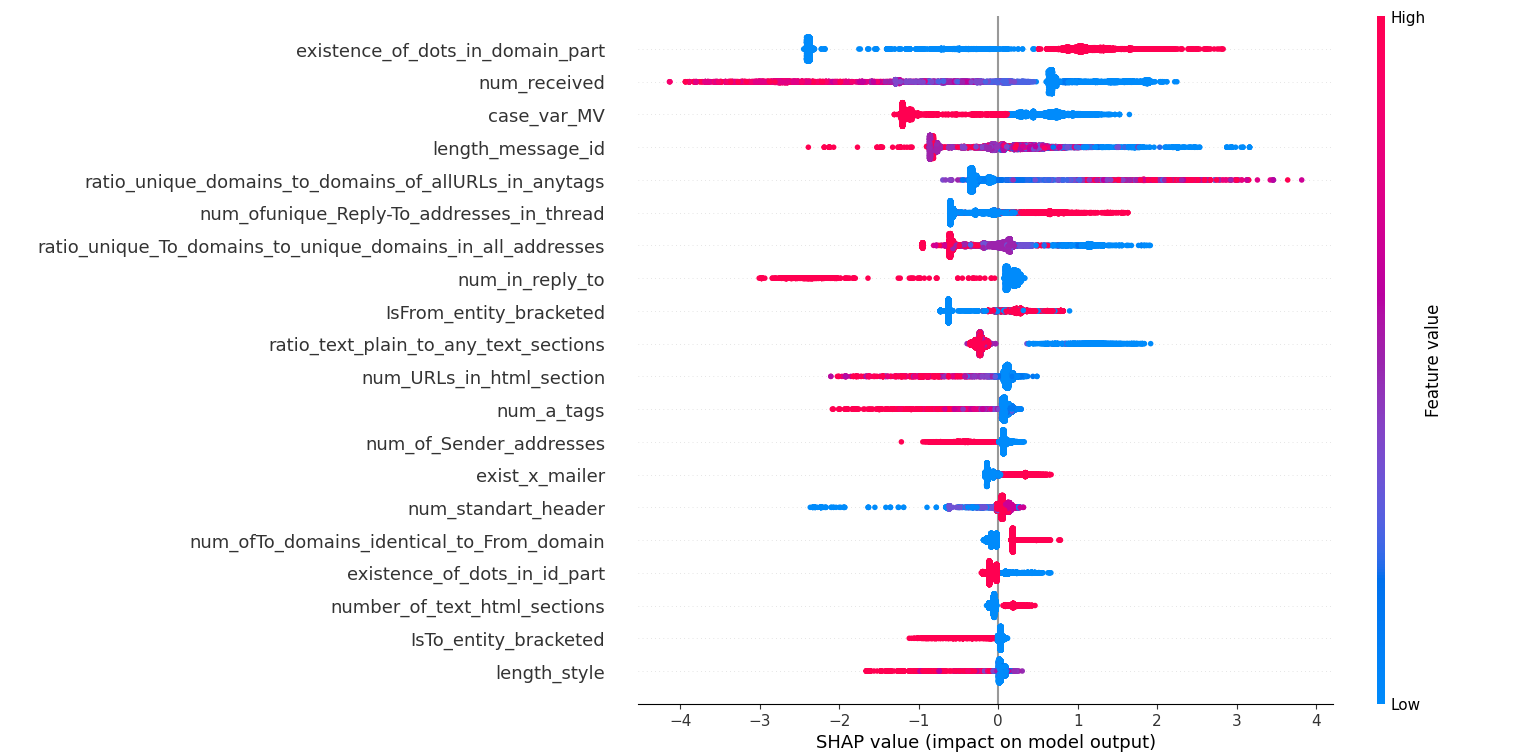 High
existence_of_dots_in_domain_part
num_received
case_var_MV
length_message_id
ratio_unique_domains_to_domains_of_allURLs_in_anytags
num_ofunique_Reply-To_addresses_in_thread
ratio_unique_To_domains_to_unique_domains_in_all_addresses
num_in_reply_to
IsFrom_entity_bracketed
ratio_text_plain_to_any_text_sections
num_URLs_in_html_section
num_a_tags
num_of_Sender_addresses
exist_x_mailer
num_standart_header
num_ofTo_domains_identical_to_From_domain
existence_of_dots_in_id_part
number_of_text_html_sections
IsTo_entity_bracketed
length_style
Feature value
Low
−4 −3 −2 −1 0 1 2 3 4
SHAP value (impact on model output)